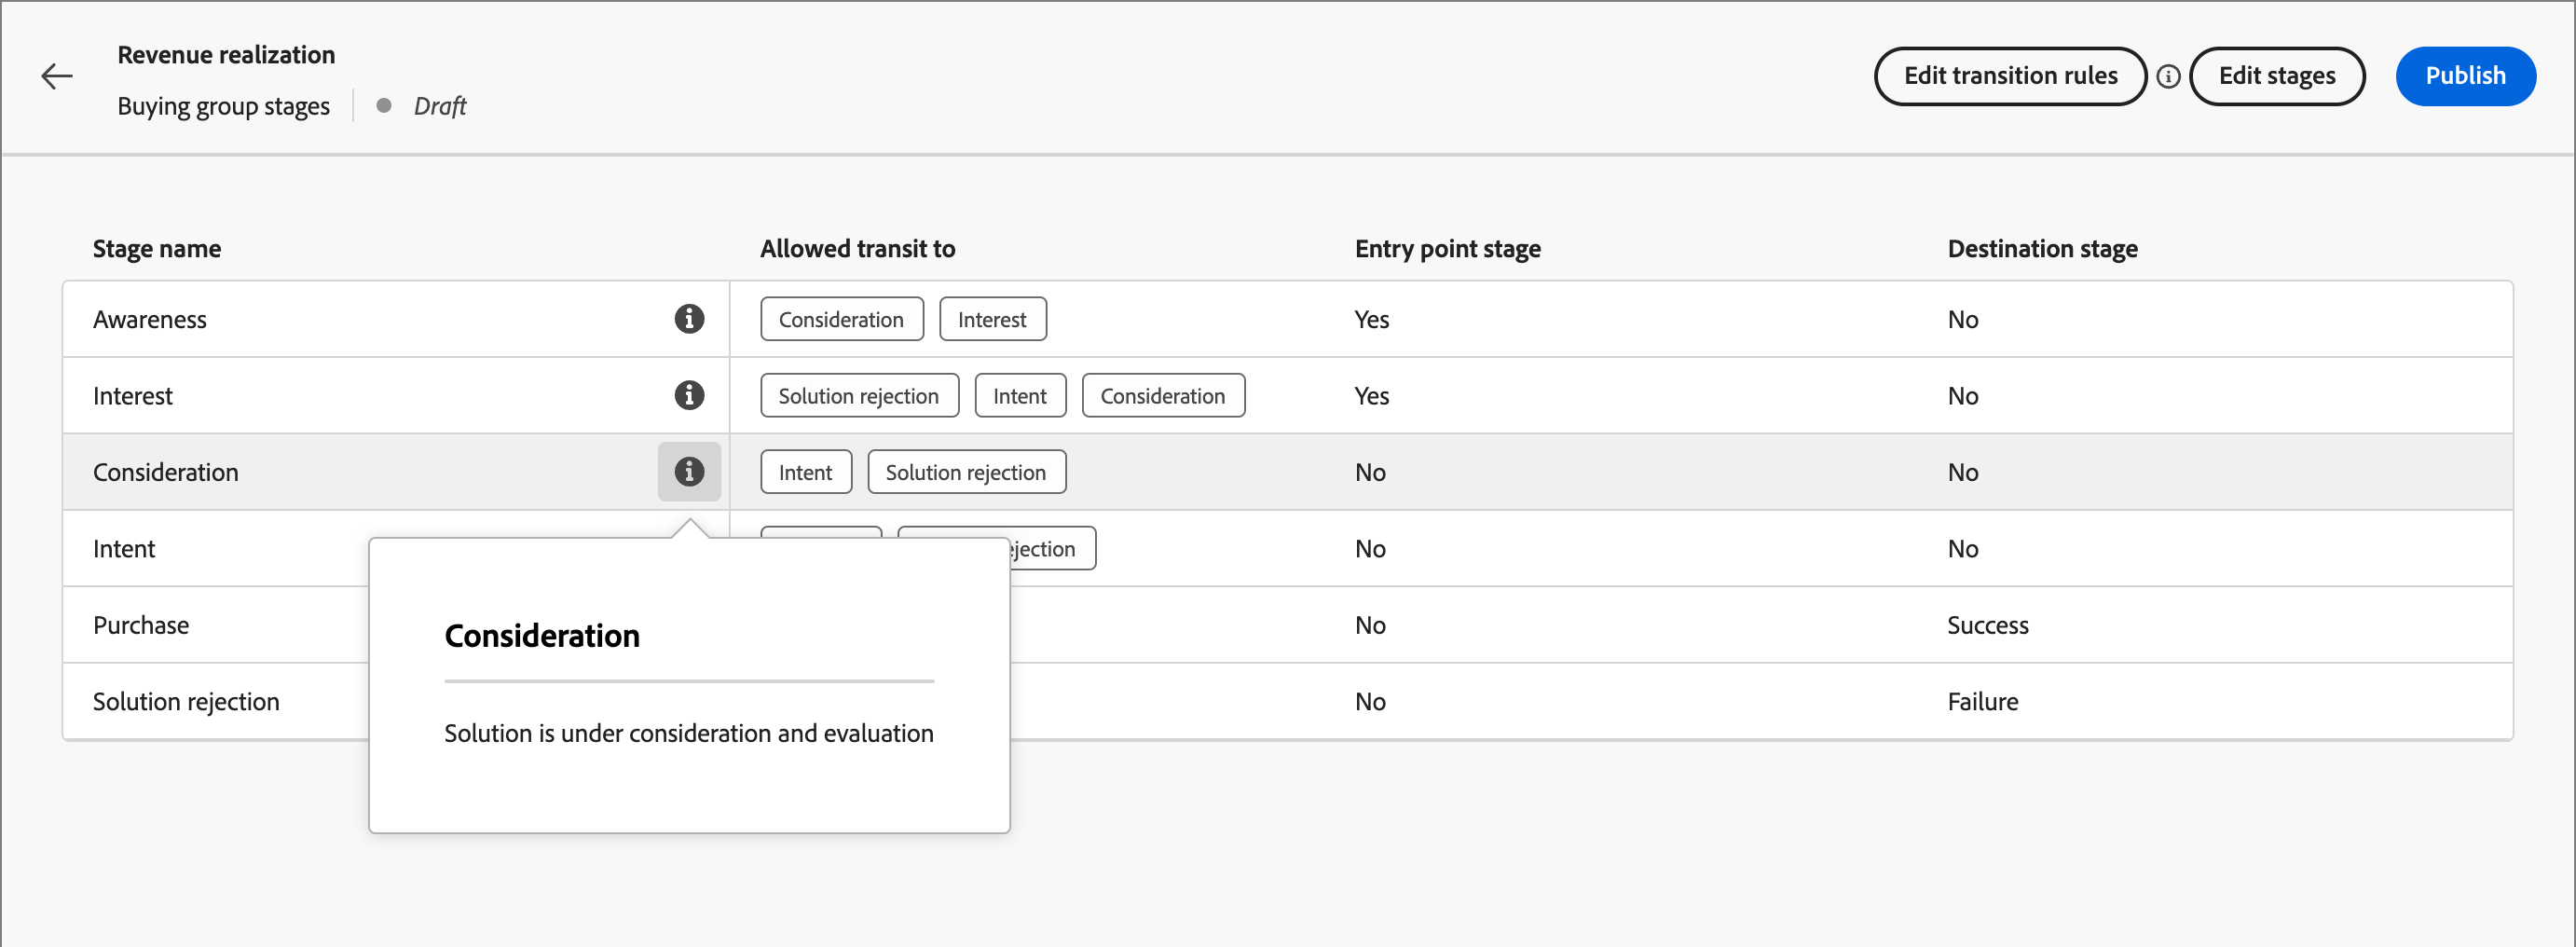 Revenue realization
Buying group stages Draft
Edit transition rules Edit stages Publish
Stage name Allowed transit to Entry point stage Destination stage
Awareness Consideration Interest Yes No
Interest Solution rejection Intent Consideration Yes No
Consideration Intent Solution rejection No No
Intent No No
Purchase No Success
Solution rejection No Failure
Consideration
Solution is under consideration and evaluation